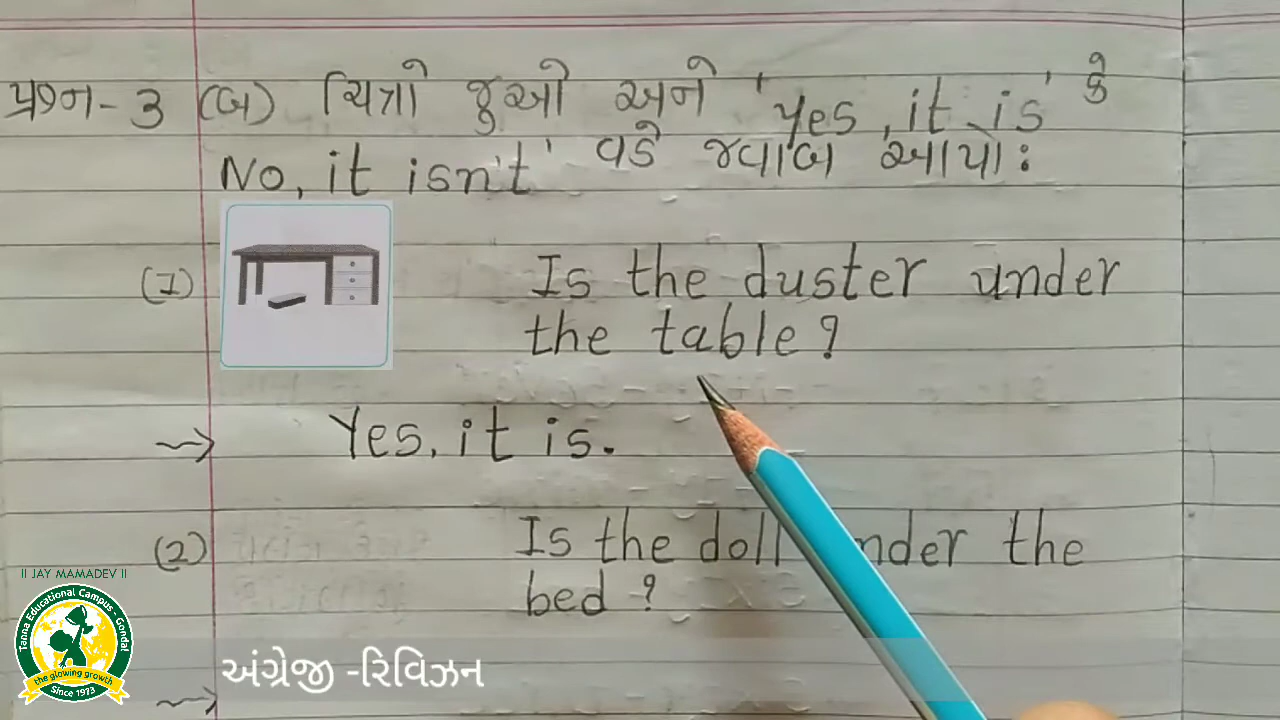 પ્રશ્ન-3 (બ) ચિત્રો જુઓ અને 'yes, it is' કે
No, it isn't' વડે જવાબ આપો:
(1) Is the duster under
the table?
→ Yes, it is.
(2) Is the doll under the
bed?
→
॥ JAY MAMADEV ॥
Tanna Educational Campus - Gondal
the glowing growth
Since 1973
અંગ્રેજી -રિવિઝન